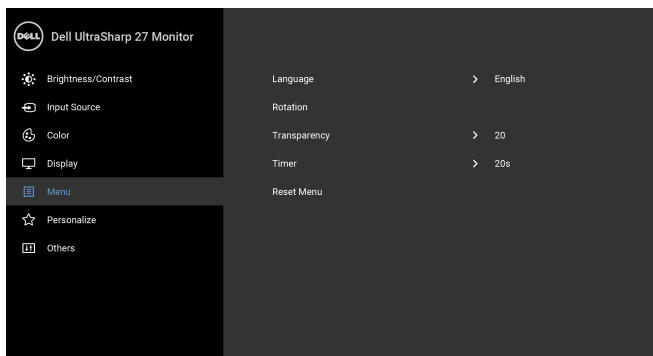 DELL Dell UltraSharp 27 Monitor
Brightness/Contrast
Input Source
Color
Display
Menu
Personalize
Others
Language > English
Rotation
Transparency > 20
Timer > 20s
Reset Menu